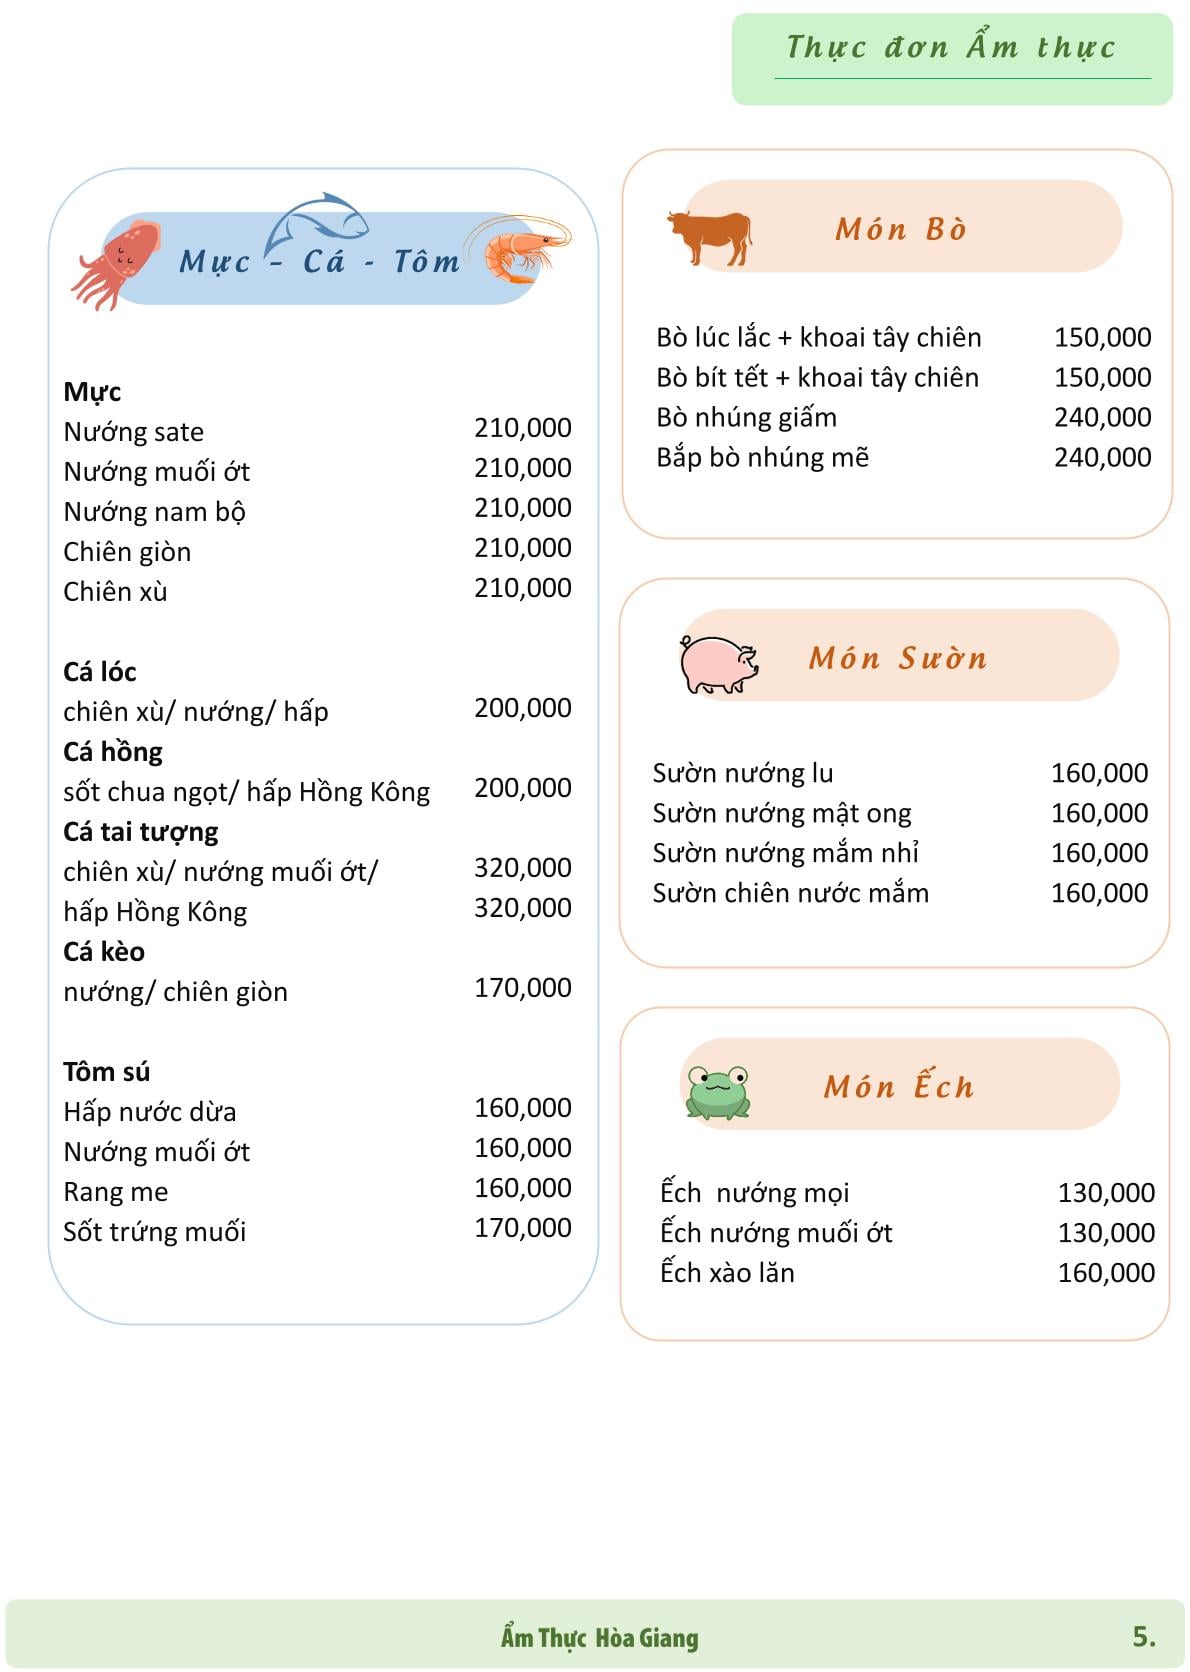 Thực đơn Ẩm thực
Mực - Cá - Tôm
Mực
Nướng sate 210,000
Nướng muối ớt 210,000
Nướng nam bộ 210,000
Chiên giòn 210,000
Chiên xù 210,000
Cá lóc
chiên xù/ nướng/ hấp 200,000
Cá hồng
sốt chua ngọt/ hấp Hồng Kông 200,000
Cá tai tượng
chiên xù/ nướng muối ớt/ 320,000
hấp Hồng Kông 320,000
Cá kèo
nướng/ chiên giòn 170,000
Tôm sú
Hấp nước dừa 160,000
Nướng muối ớt 160,000
Rang me 160,000
Sốt trứng muối 170,000
Món Bò
Bò lúc lắc + khoai tây chiên 150,000
Bò bít tết + khoai tây chiên 150,000
Bò nhúng giấm 240,000
Bắp bò nhúng mẽ 240,000
Món Sườn
Sườn nướng lu 160,000
Sườn nướng mật ong 160,000
Sườn nướng mắm nhỉ 160,000
Sườn chiên nước mắm 160,000
Món Ếch
Ếch nướng mọi 130,000
Ếch nướng muối ớt 130,000
Ếch xào lăn 160,000
Ẩm Thực Hòa Giang
5.